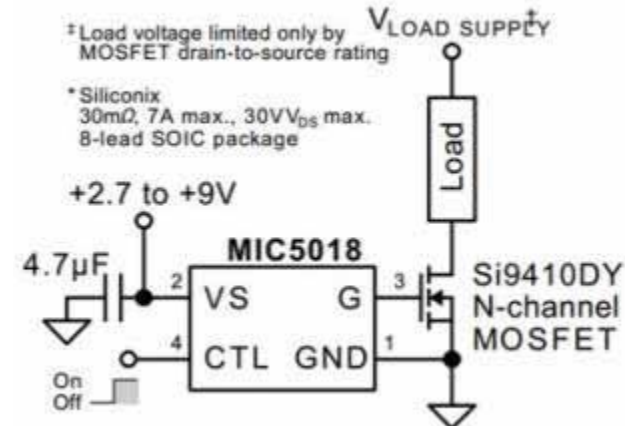 ‡Load voltage limited only by
MOSFET drain-to-source rating
*Siliconix
30mΩ, 7A max., 30VV_DS max.
8-lead SOIC package
V_LOAD SUPPLY‡
Load
+2.7 to +9V
4.7µF
MIC5018
2
VS
G
3
4
CTL
GND
1
On
Off
Si9410DY
N-channel
MOSFET